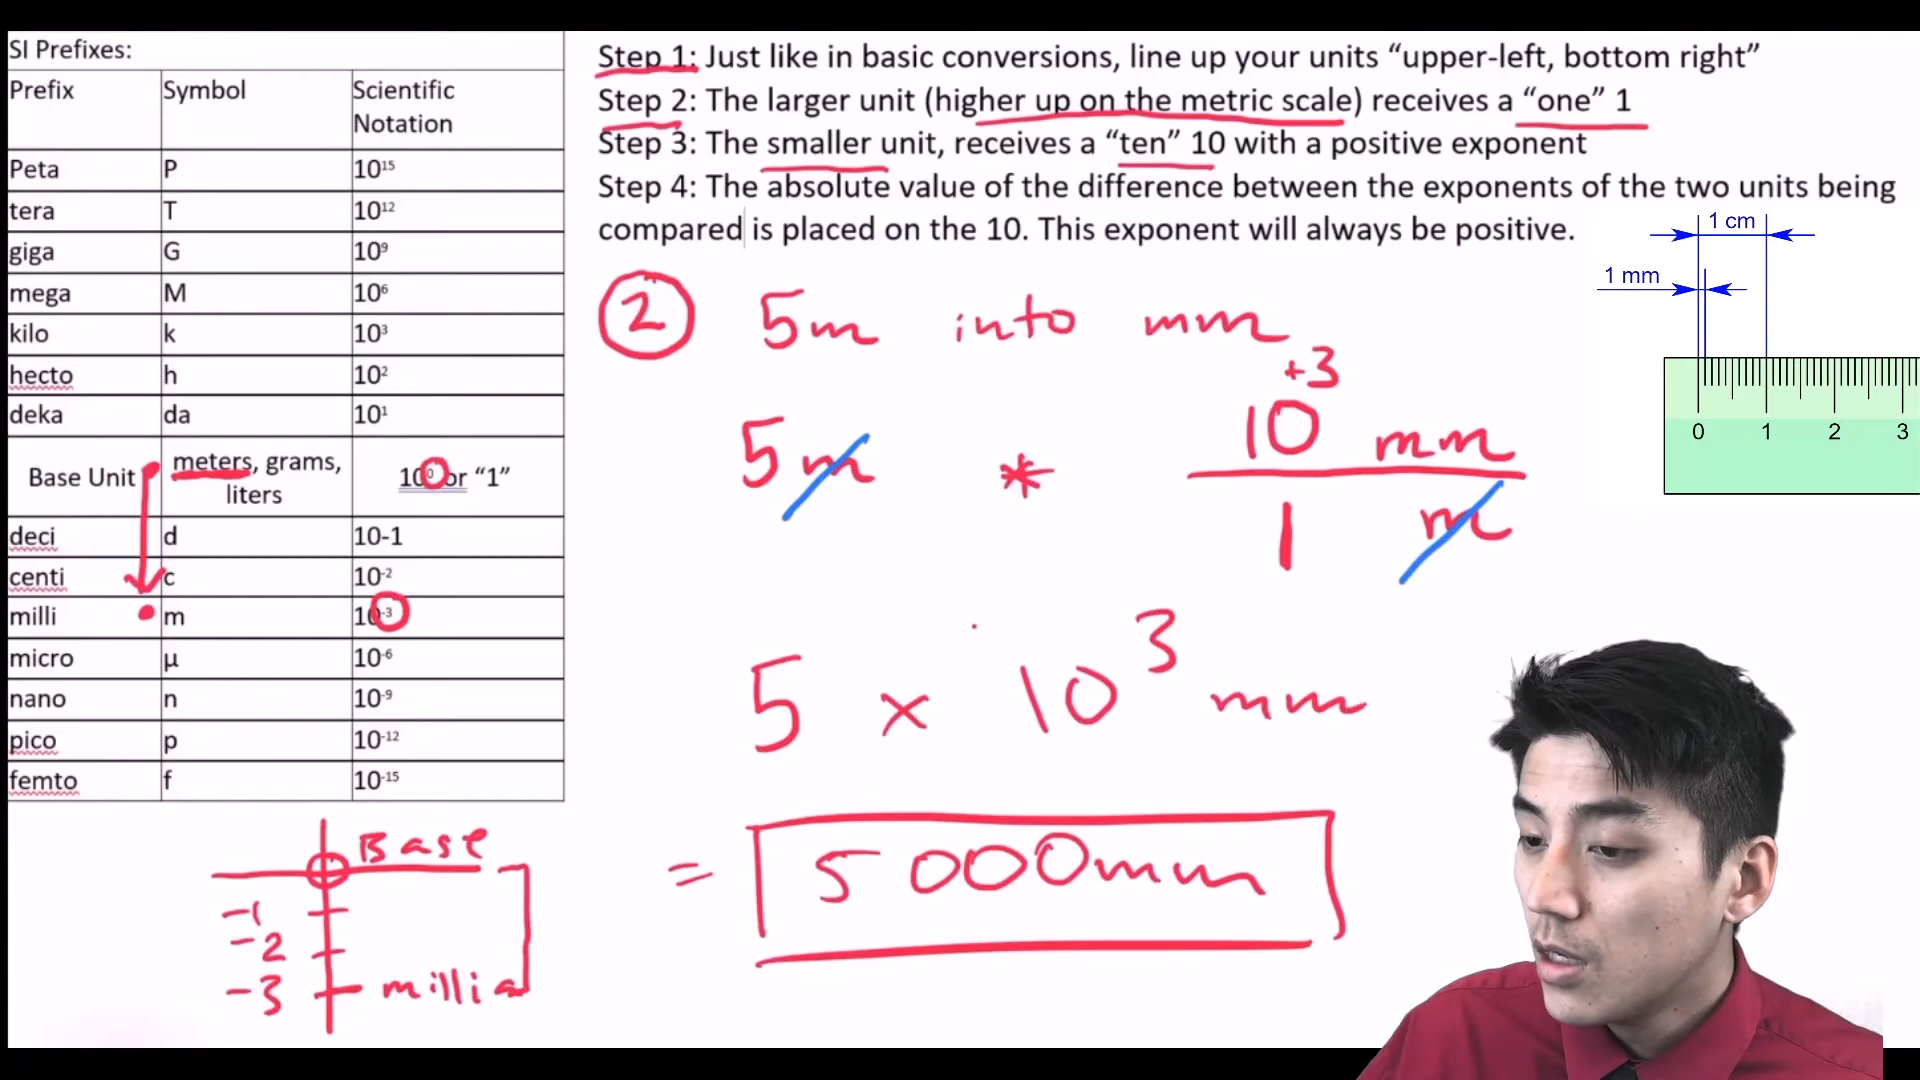 SI Prefixes:
Prefix Symbol Scientific Notation
Peta P 10¹⁵
tera T 10¹²
giga G 10⁹
mega M 10⁶
kilo k 10³
hecto h 10²
deka da 10¹
Base Unit meters, grams, liters 10⁰ or “1”
deci d 10-1
centi c 10⁻²
milli m 10⁻³
micro µ 10⁻⁶
nano n 10⁻⁹
pico p 10⁻¹²
femto f 10⁻¹⁵
Base
-1
-2
-3 milli
Step 1: Just like in basic conversions, line up your units “upper-left, bottom right”
Step 2: The larger unit (higher up on the metric scale) receives a “one” 1
Step 3: The smaller unit, receives a “ten” 10 with a positive exponent
Step 4: The absolute value of the difference between the exponents of the two units being
compared is placed on the 10. This exponent will always be positive.
2 5m into mm
+3
5m * 10 mm
1 m
5 x 10³ mm
= 5000mm
1 cm
1 mm
0 1 2 3